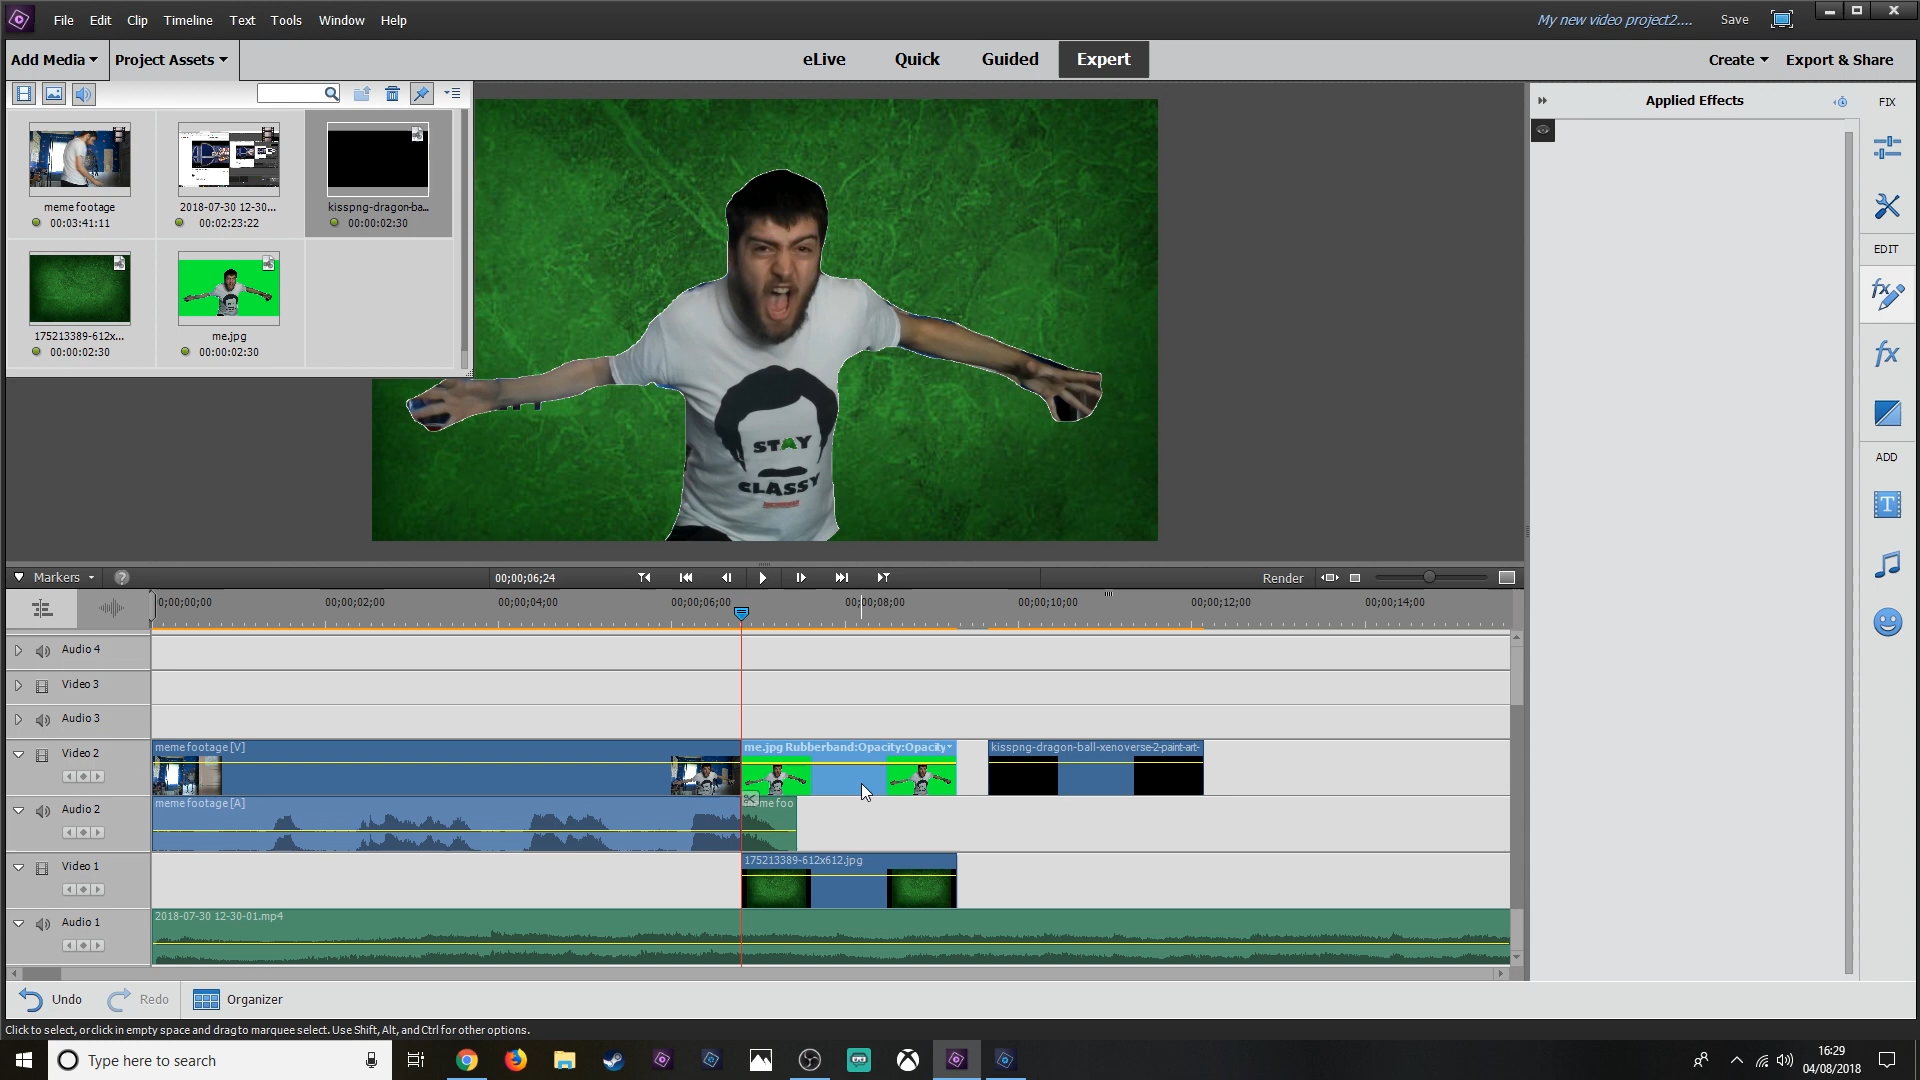 File Edit Clip Timeline Text Tools Window Help
My new video project2.... Save
Add Media Project Assets
eLive Quick Guided Expert
Create Export & Share
Applied Effects
FIX
meme footage
00:03:41:11
2018-07-30 12-30...
00:02:23:22
kisspng-dragon-ba...
00:00:02:30
175213389-612x...
00:00:02:30
me.jpg
00:00:02:30
EDIT
ADD
STAY
CLASSY
Markers
00;00;06;24
Render
0;00;00;00 00;00;02;00 00;00;04;00 00;00;06;00 00;00;08;00 00;00;10;00 00;00;12;00 00;00;14;00
Audio 4
Video 3
Audio 3
Video 2
meme footage [V]
me.jpg Rubberband:Opacity:Opacity
kisspng-dragon-ball-xenoverse-2-paint-art-
Audio 2
meme footage [A]
meme foo
Video 1
175213389-612x612.jpg
Audio 1
2018-07-30 12-30-01.mp4
Undo Redo Organizer
Click to select, or click in empty space and drag to marquee select. Use Shift, Alt, and Ctrl for other options.
Type here to search
16:29
04/08/2018